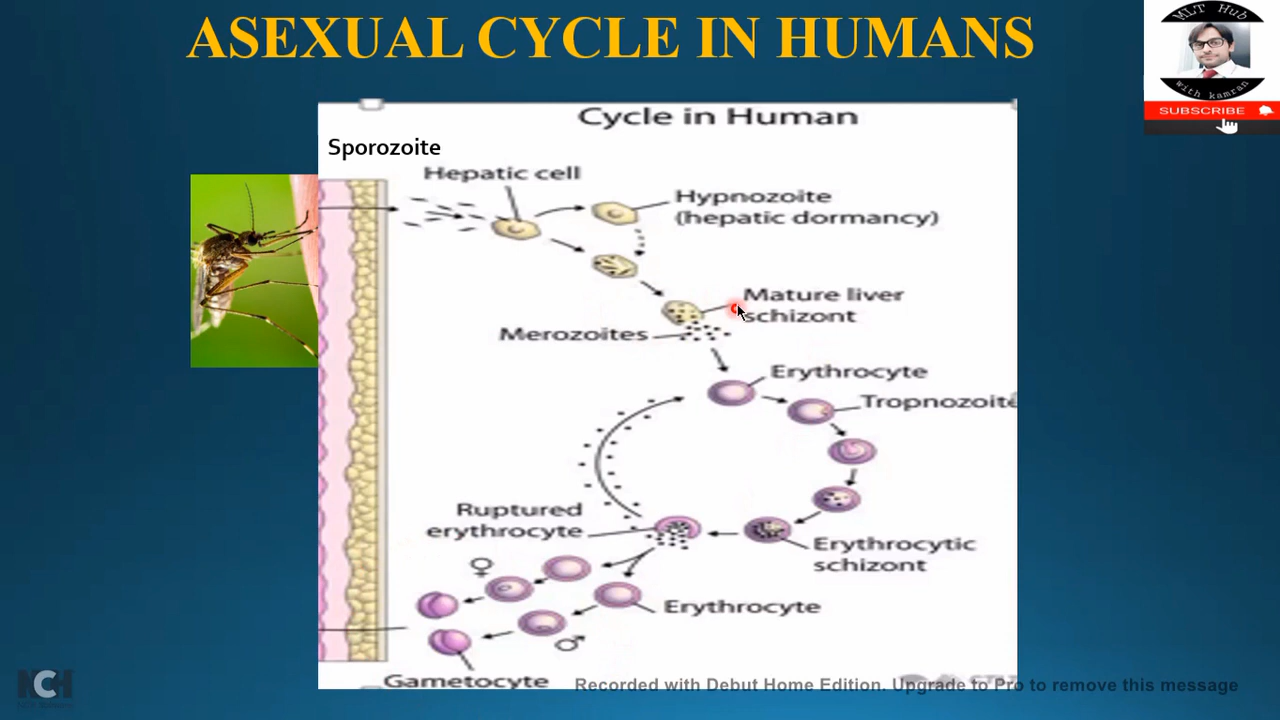 ASEXUAL CYCLE IN HUMANS
MLT Hub
with kamran
SUBSCRIBE
Cycle in Human
Sporozoite
Hepatic cell
Hypnozoite
(hepatic dormancy)
Mature liver
schizont
Merozoites
Erythrocyte
Tropnozoite
Ruptured
erythrocyte
Erythrocytic
schizont
♀
Erythrocyte
♂
Gametocyte
Recorded with Debut Home Edition. Upgrade to Pro to remove this message
NCH